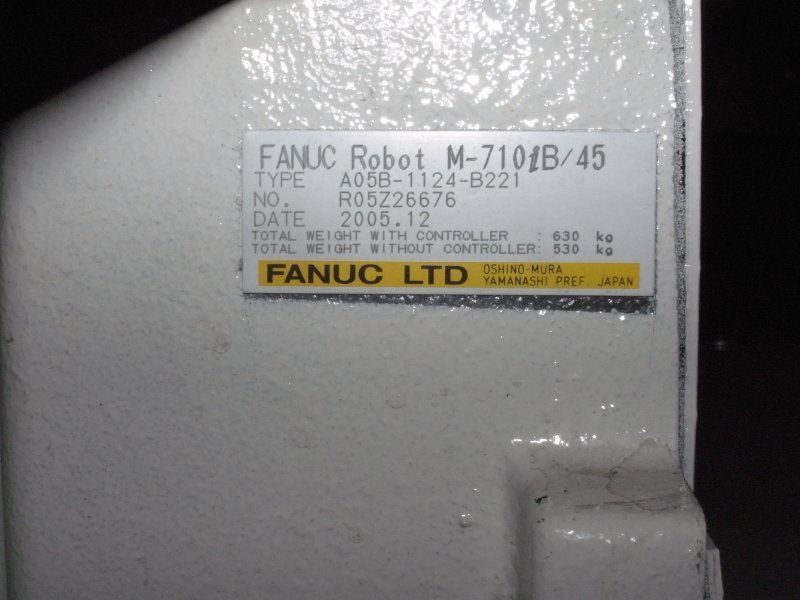 FANUC Robot M-710iB/45
TYPE A05B-1124-B221
NO. R05Z26676
DATE 2005.12
TOTAL WEIGHT WITH CONTROLLER : 630 kg
TOTAL WEIGHT WITHOUT CONTROLLER: 530 kg
FANUC LTD OSHINO-MURA
YAMANASHI PREF. JAPAN